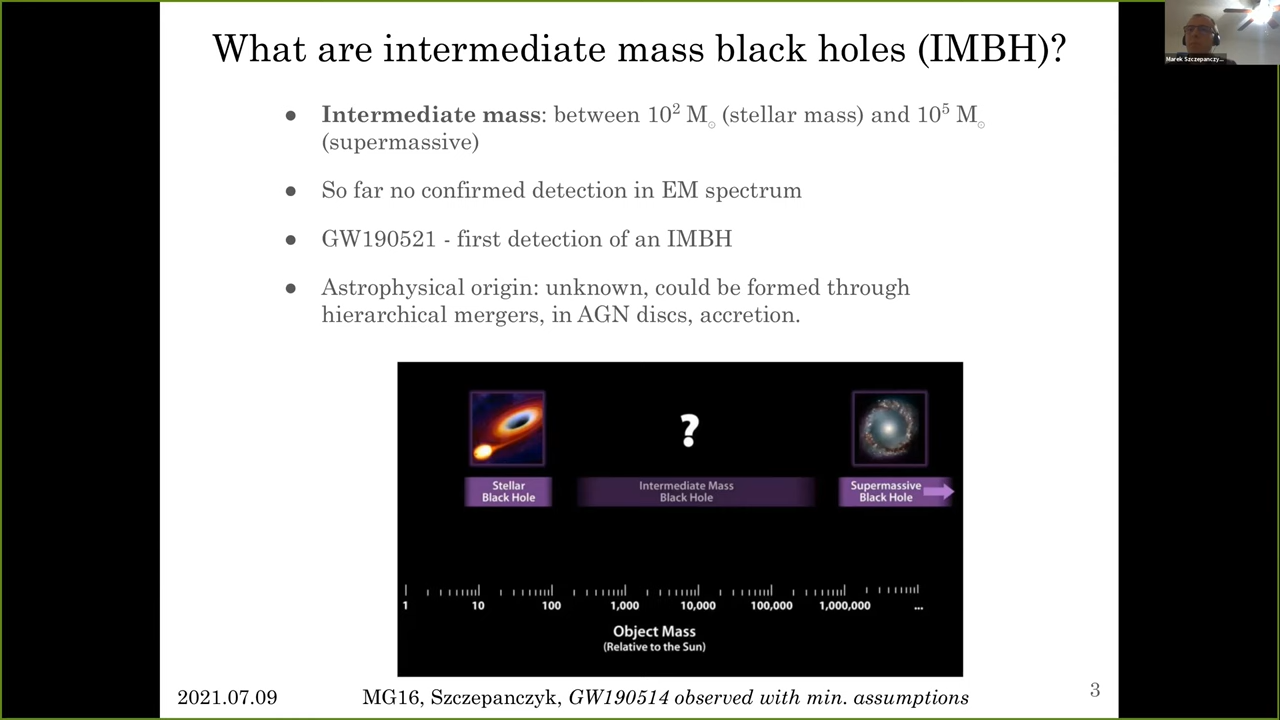 What are intermediate mass black holes (IMBH)?
Marek Szczepanczy...
● Intermediate mass: between 10² M☉ (stellar mass) and 10⁵ M☉
(supermassive)
● So far no confirmed detection in EM spectrum
● GW190521 - first detection of an IMBH
● Astrophysical origin: unknown, could be formed through
hierarchical mergers, in AGN discs, accretion.
?
Stellar
Black Hole
Intermediate Mass
Black Hole
Supermassive
Black Hole
1 10 100 1,000 10,000 100,000 1,000,000 ...
Object Mass
(Relative to the Sun)
2021.07.09 MG16, Szczepanczyk, GW190514 observed with min. assumptions 3